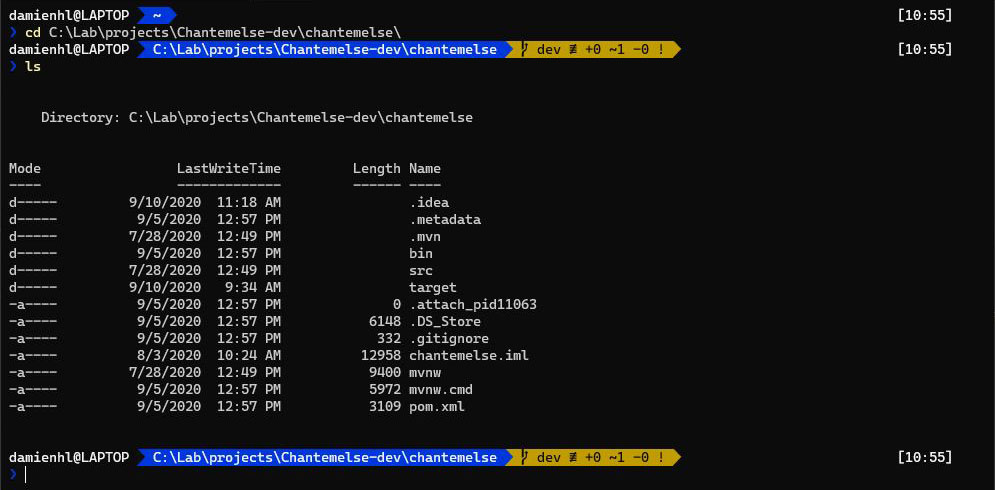 damienhl@LAPTOP ~ [10:55]
❯ cd C:\Lab\projects\Chantemelse-dev\chantemelse\
damienhl@LAPTOP C:\Lab\projects\Chantemelse-dev\chantemelse dev ≢ +0 ~1 -0 ! [10:55]
❯ ls
Directory: C:\Lab\projects\Chantemelse-dev\chantemelse
Mode LastWriteTime Length Name
---- ------------- ------ ----
d----- 9/10/2020 11:18 AM .idea
d----- 9/5/2020 12:57 PM .metadata
d----- 7/28/2020 12:49 PM .mvn
d----- 9/5/2020 12:57 PM bin
d----- 7/28/2020 12:49 PM src
d----- 9/10/2020 9:34 AM target
-a---- 9/5/2020 12:57 PM 0 .attach_pid11063
-a---- 9/5/2020 12:57 PM 6148 .DS_Store
-a---- 9/5/2020 12:57 PM 332 .gitignore
-a---- 8/3/2020 10:24 AM 12958 chantemelse.iml
-a---- 7/28/2020 12:49 PM 9400 mvnw
-a---- 9/5/2020 12:57 PM 5972 mvnw.cmd
-a---- 9/5/2020 12:57 PM 3109 pom.xml
damienhl@LAPTOP C:\Lab\projects\Chantemelse-dev\chantemelse dev ≢ +0 ~1 -0 ! [10:55]
❯